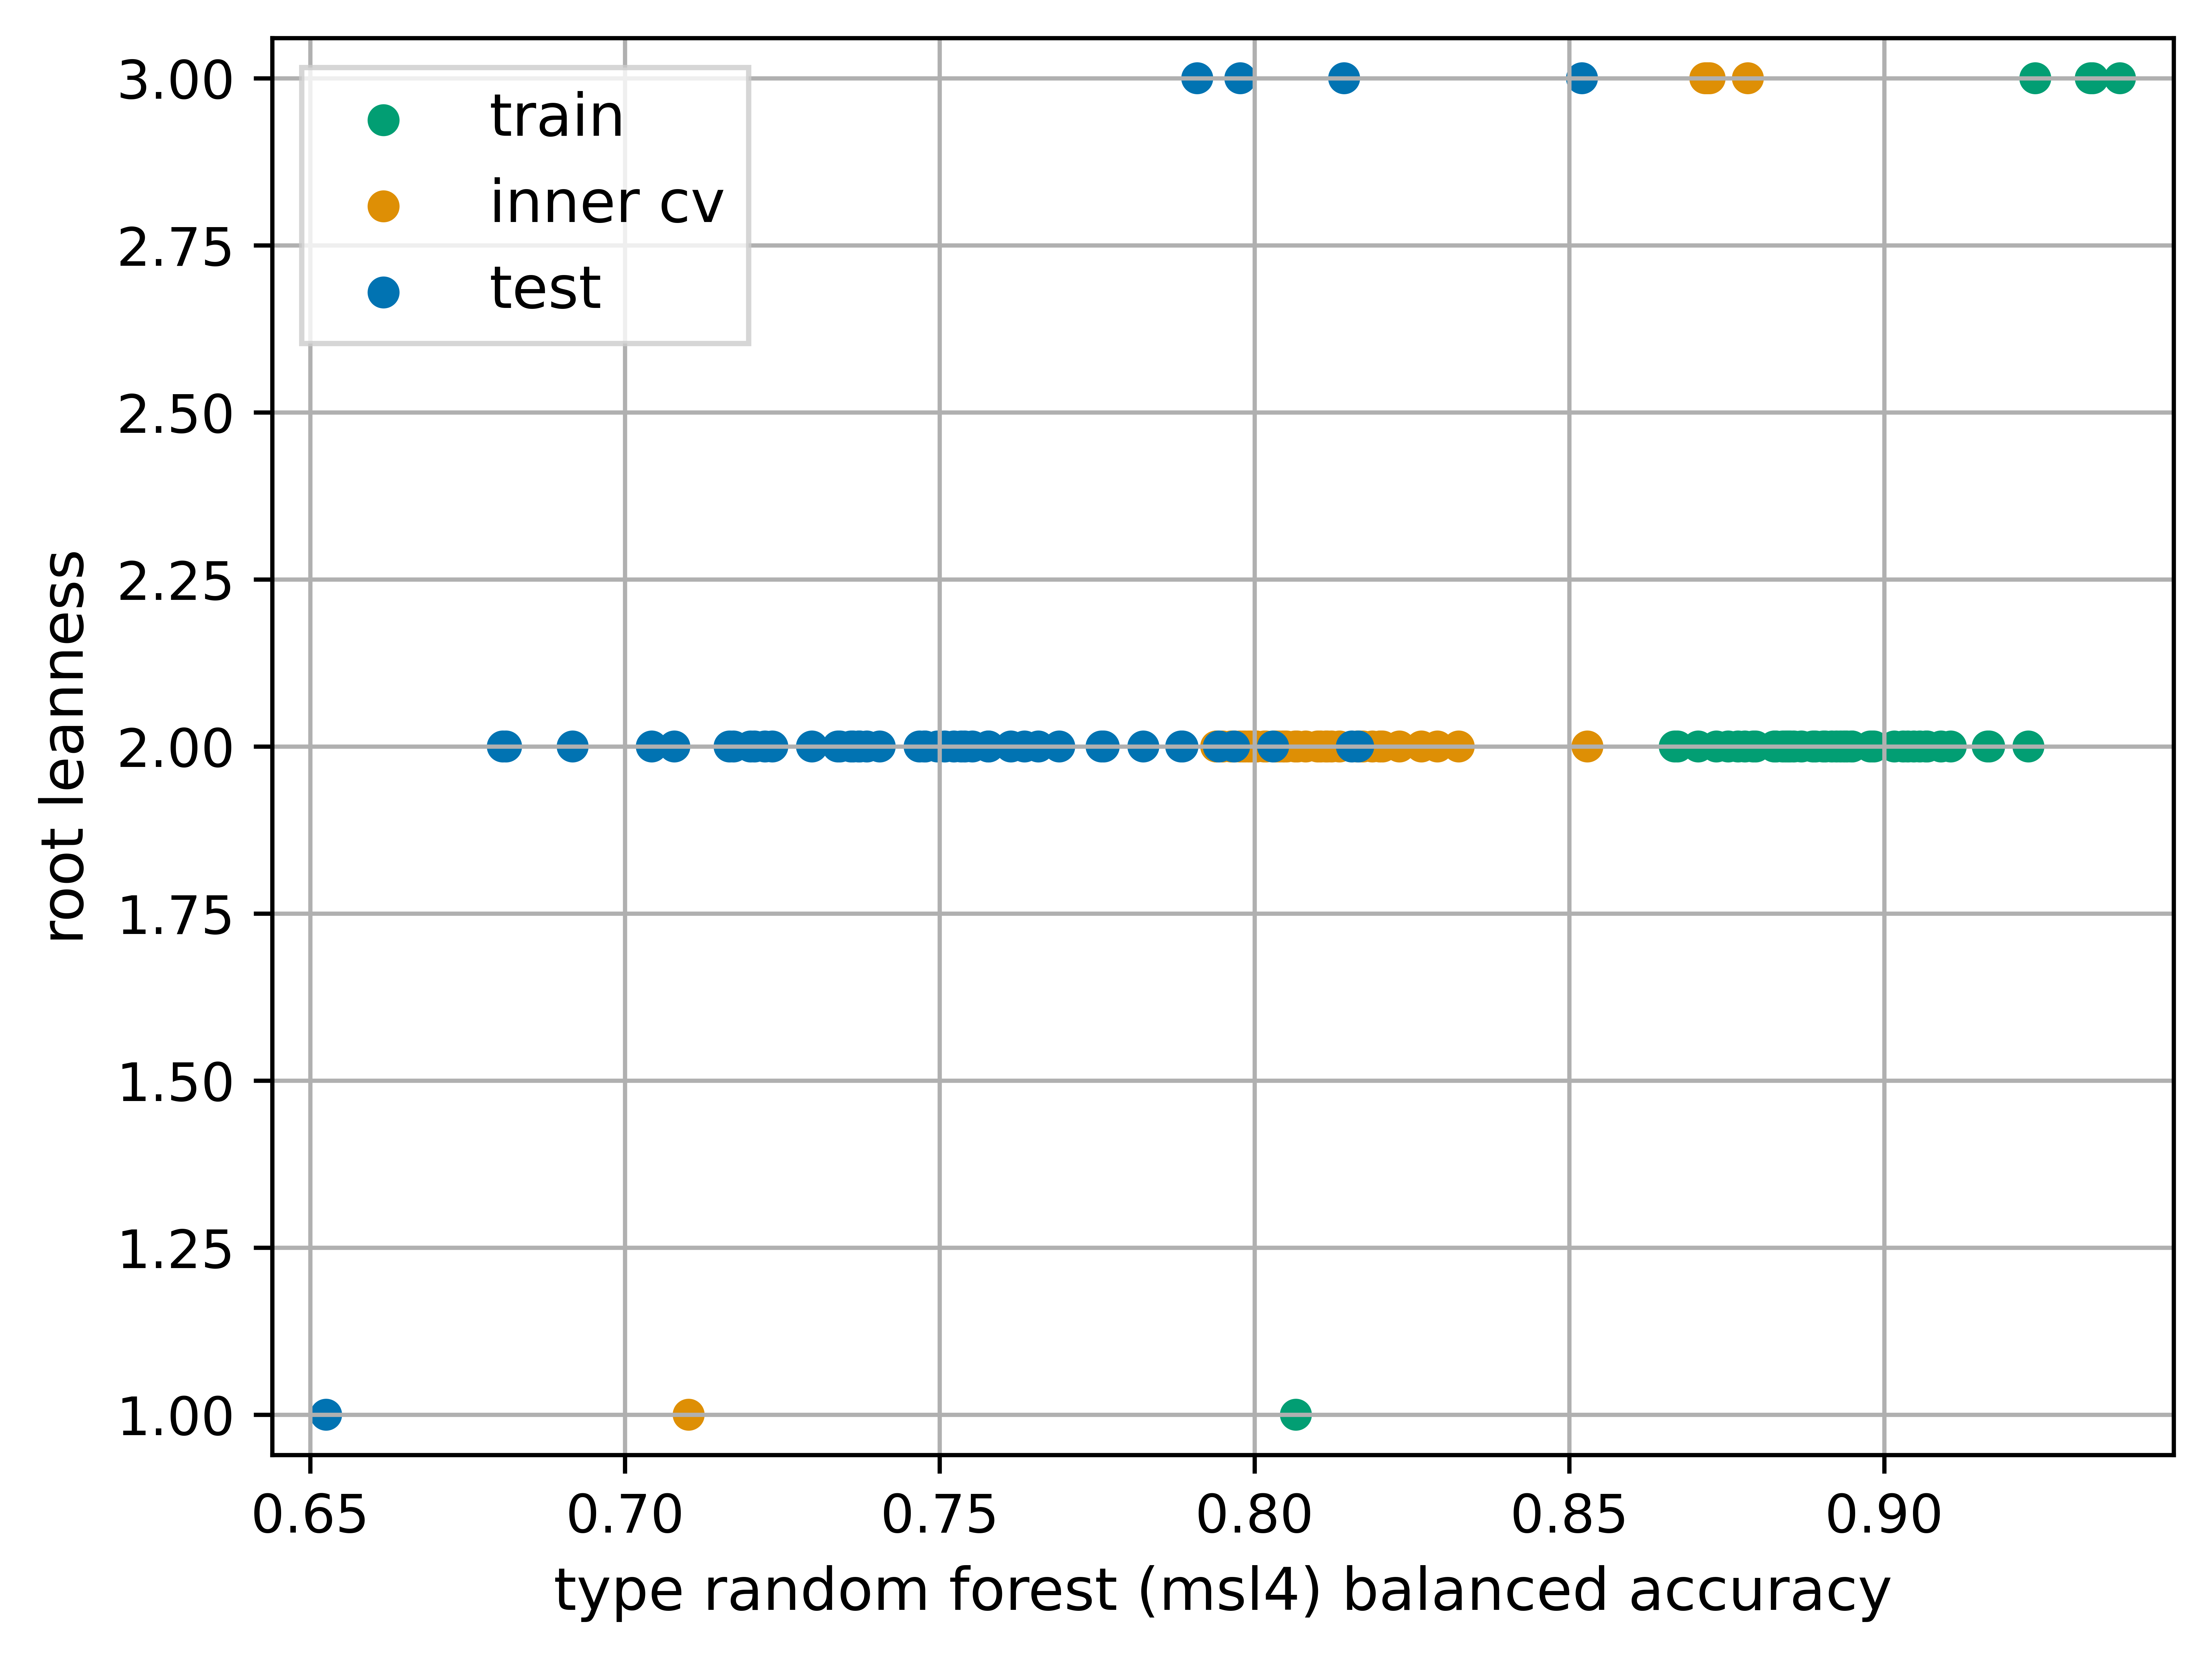 train
inner cv
test
3.00
2.75
2.50
2.25
2.00
1.75
1.50
1.25
1.00
root leanness
0.65 0.70 0.75 0.80 0.85 0.90
type random forest (msl4) balanced accuracy